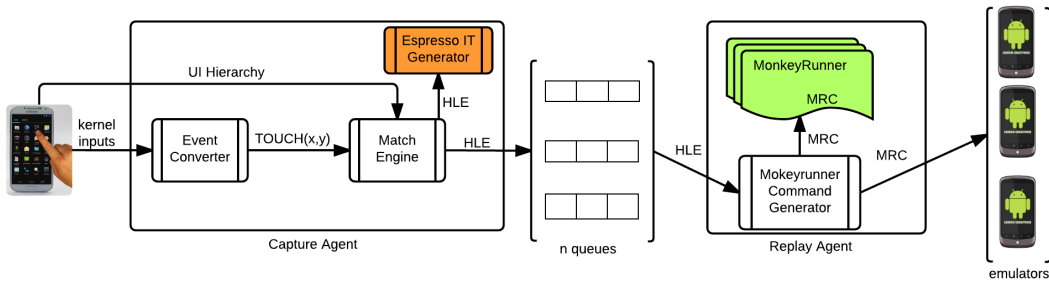 UI Hierarchy
kernel
inputs
Event
Converter
TOUCH(x,y)
Match
Engine
Espresso IT
Generator
HLE
HLE
Capture Agent
n queues
HLE
MonkeyRunner
MRC
MRC
Mokeyrunner
Command
Generator
MRC
Replay Agent
emulators